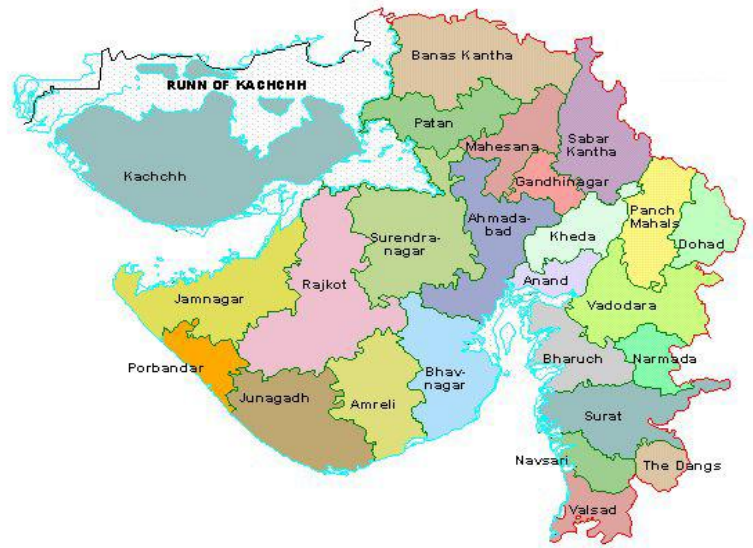 Banas Kantha
RUNN OF KACHCHH
Patan
Sabar
Kantha
Mahesana
Kachchh
Gandhinagar
Panch
Mahals
Ahmada-
bad
Kheda
Surendra-
nagar
Dohad
Anand
Rajkot
Jamnagar
Vadodara
Porbandar
Bharuch
Narmada
Bhav-
nagar
Junagadh
Amreli
Surat
Navsari
The Dangs
Valsad